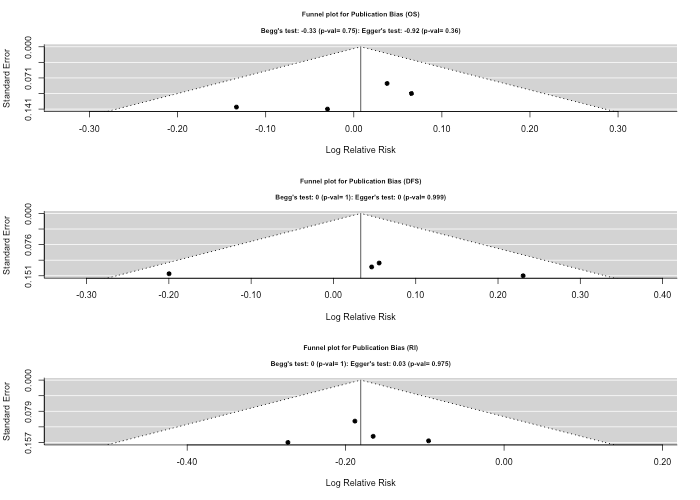 Funnel plot for Publication Bias (OS)
Begg's test: -0.33 (p-val= 0.75): Egger's test: -0.92 (p-val= 0.36)
Standard Error
0.000
0.071
0.141
-0.30 -0.20 -0.10 0.00 0.10 0.20 0.30
Log Relative Risk
Funnel plot for Publication Bias (DFS)
Begg's test: 0 (p-val= 1): Egger's test: 0 (p-val= 0.999)
Standard Error
0.000
0.076
0.151
-0.30 -0.20 -0.10 0.00 0.10 0.20 0.30 0.40
Log Relative Risk
Funnel plot for Publication Bias (RI)
Begg's test: 0 (p-val= 1): Egger's test: 0.03 (p-val= 0.975)
Standard Error
0.000
0.079
0.157
-0.40 -0.20 0.00 0.20
Log Relative Risk